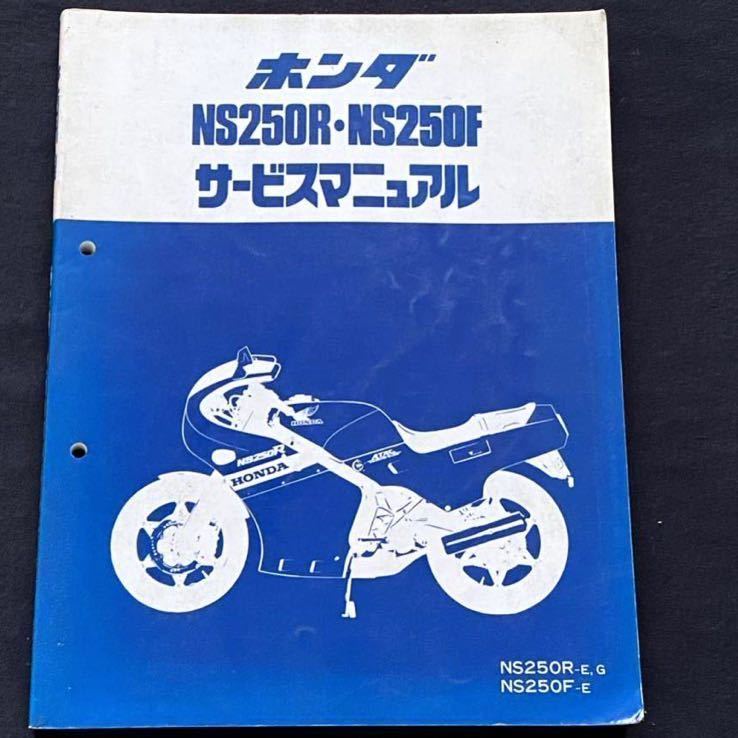 ホンダ
NS250R・NS250F
サービスマニュアル
HONDA
NS250R
HONDA
ATAC
NS250R-E,G
NS250F-E